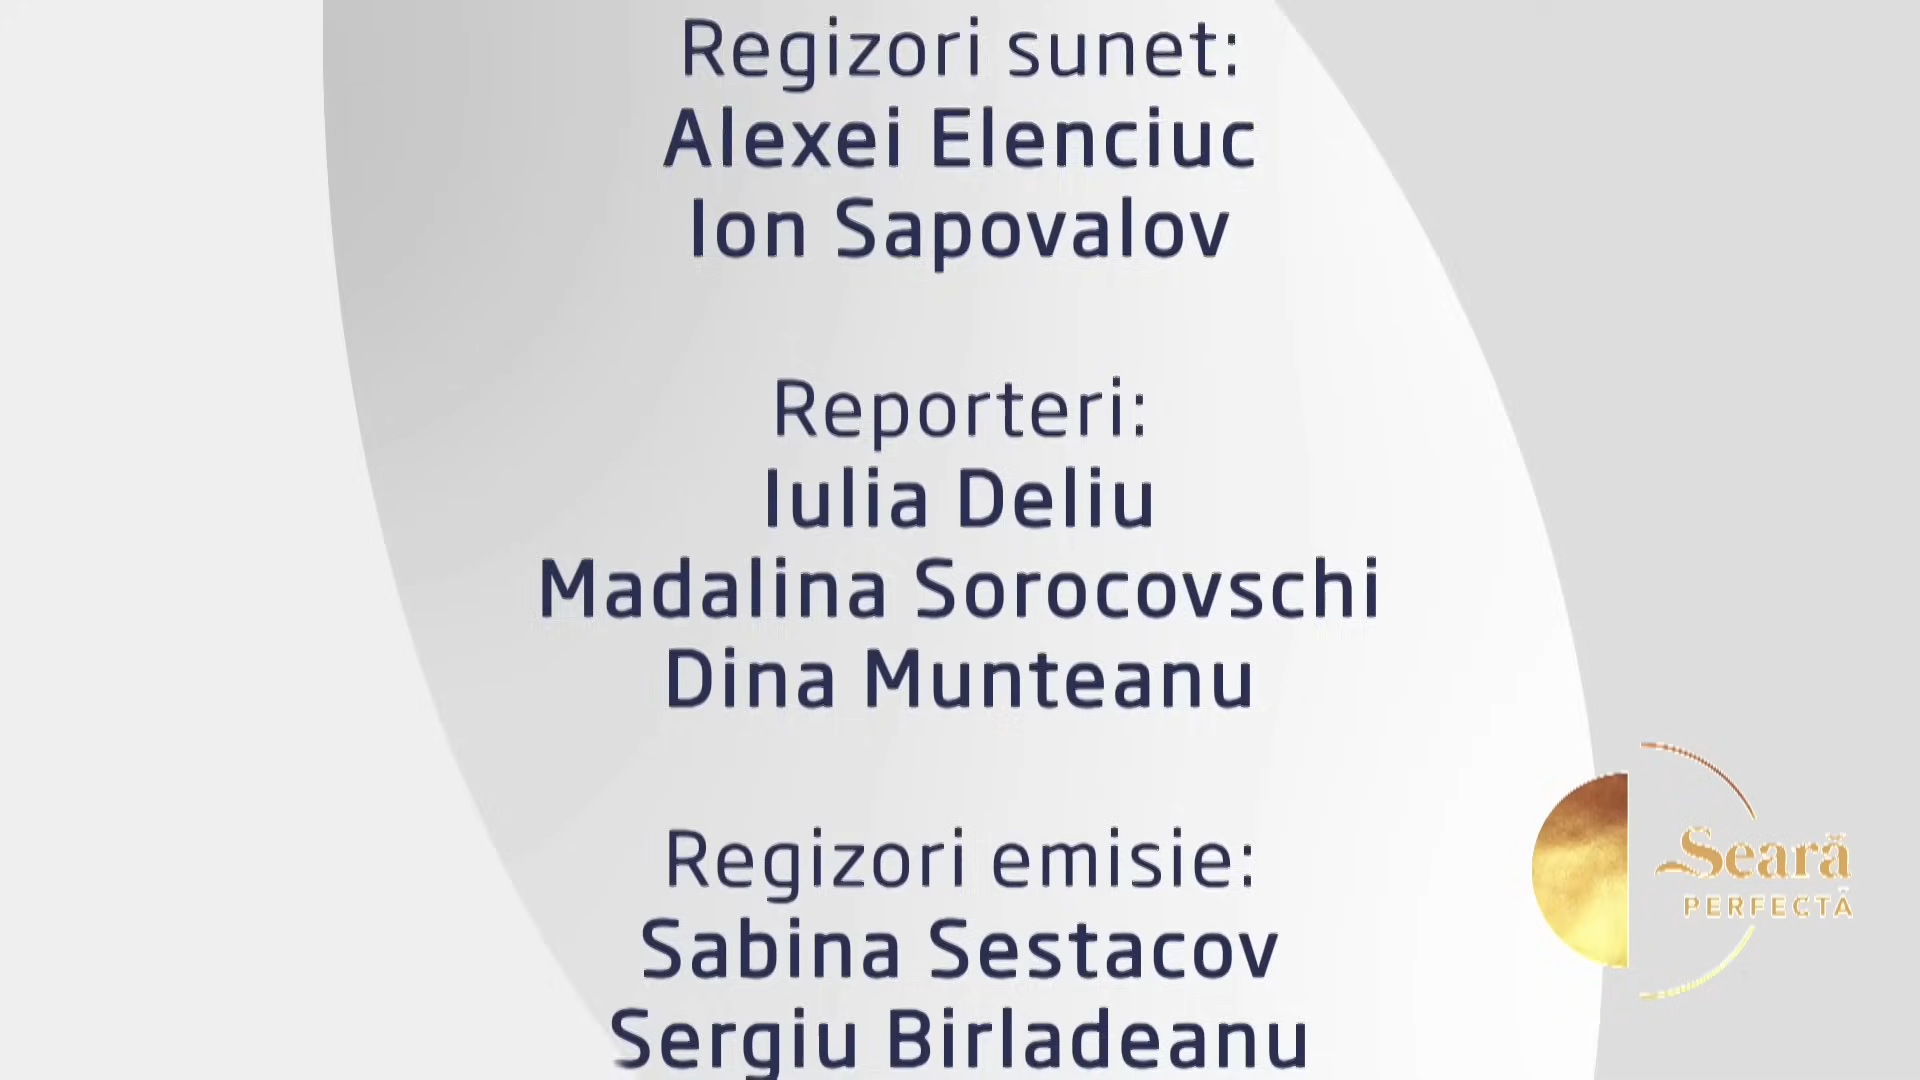 Regizori sunet:
Alexei Elenciuc
Ion Sapovalov
Reporteri:
Iulia Deliu
Madalina Sorocovschi
Dina Munteanu
Regizori emisie:
Sabina Sestacov
Sergiu Birladeanu
Seară
PERFECTĂ